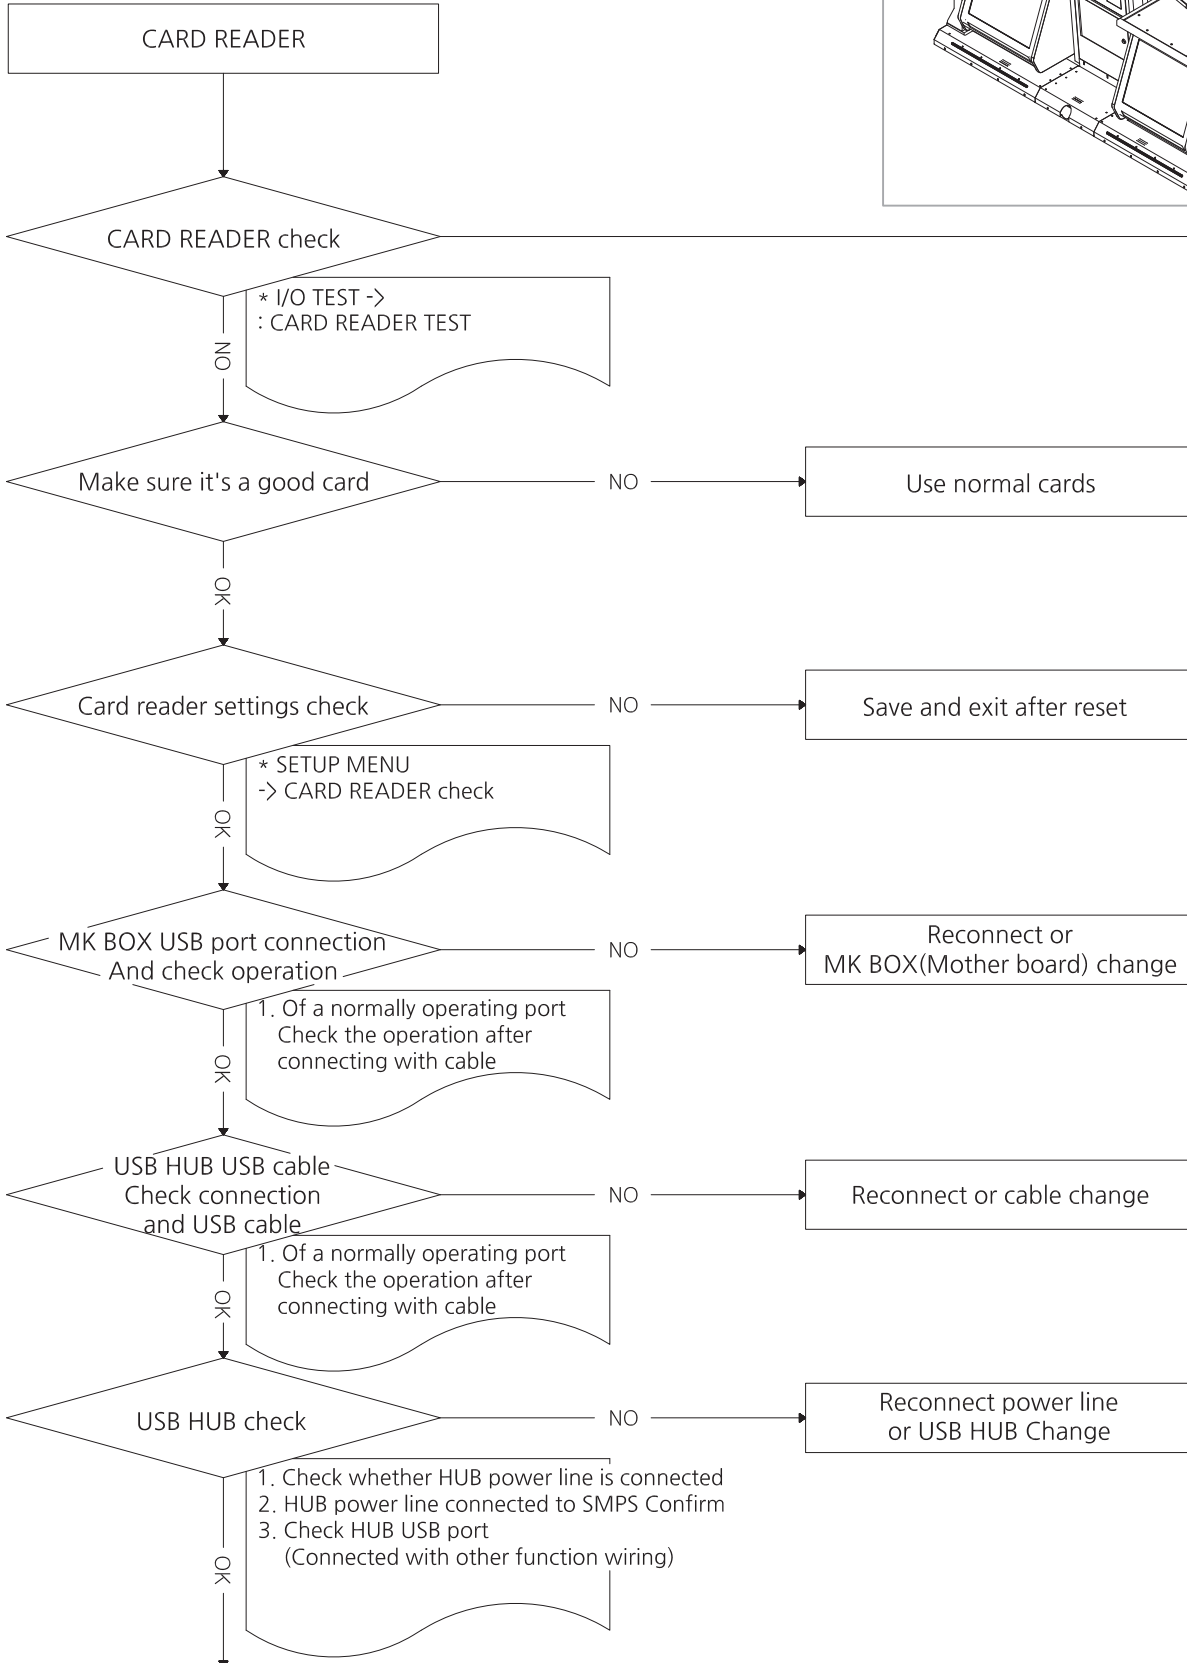 CARD READER
CARD READER check
* I/O TEST ->
: CARD READER TEST
NO
Make sure it's a good card
NO
Use normal cards
OK
Card reader settings check
NO
Save and exit after reset
* SETUP MENU
-> CARD READER check
OK
MK BOX USB port connection
And check operation
NO
Reconnect or
MK BOX(Mother board) change
1. Of a normally operating port
Check the operation after
connecting with cable
OK
USB HUB USB cable
Check connection
and USB cable
NO
Reconnect or cable change
1. Of a normally operating port
Check the operation after
connecting with cable
OK
USB HUB check
NO
Reconnect power line
or USB HUB Change
1. Check whether HUB power line is connected
2. HUB power line connected to SMPS Confirm
3. Check HUB USB port
(Connected with other function wiring)
OK